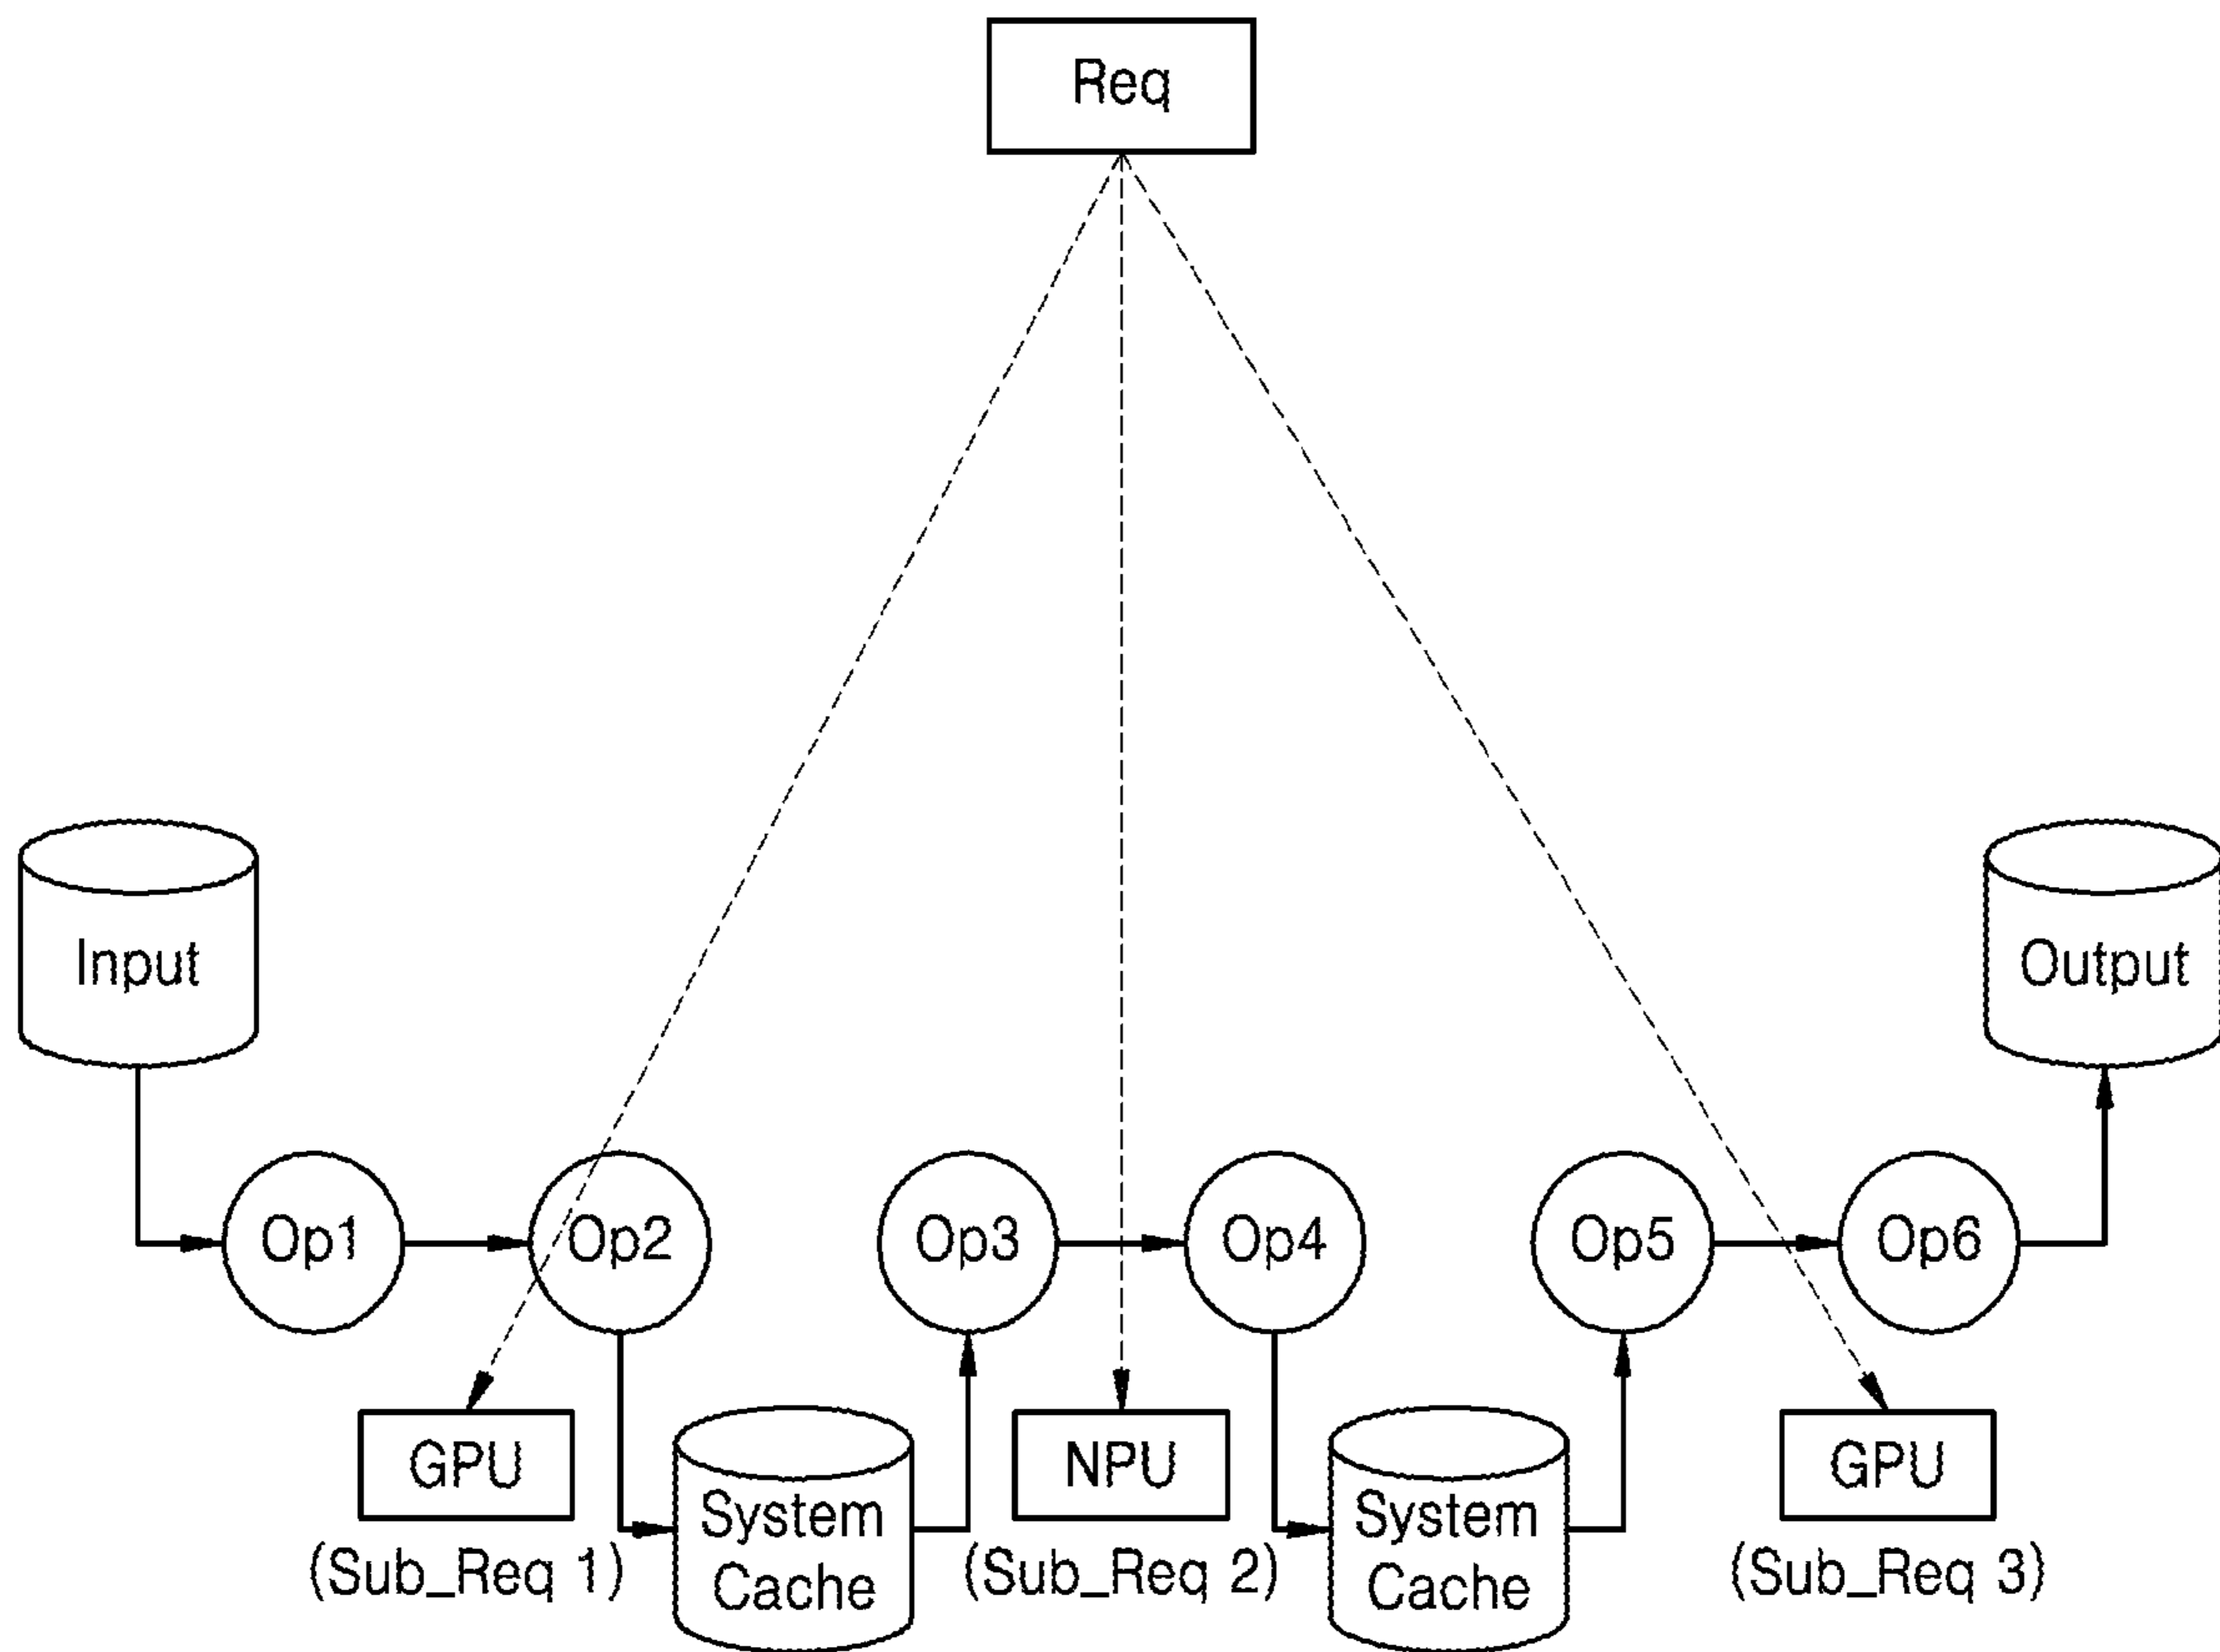 Req
Input
Output
Op1
Op2
Op3
Op4
Op5
Op6
GPU
(Sub_Req 1)
System
Cache
NPU
(Sub_Req 2)
System
Cache
GPU
(Sub_Req 3)